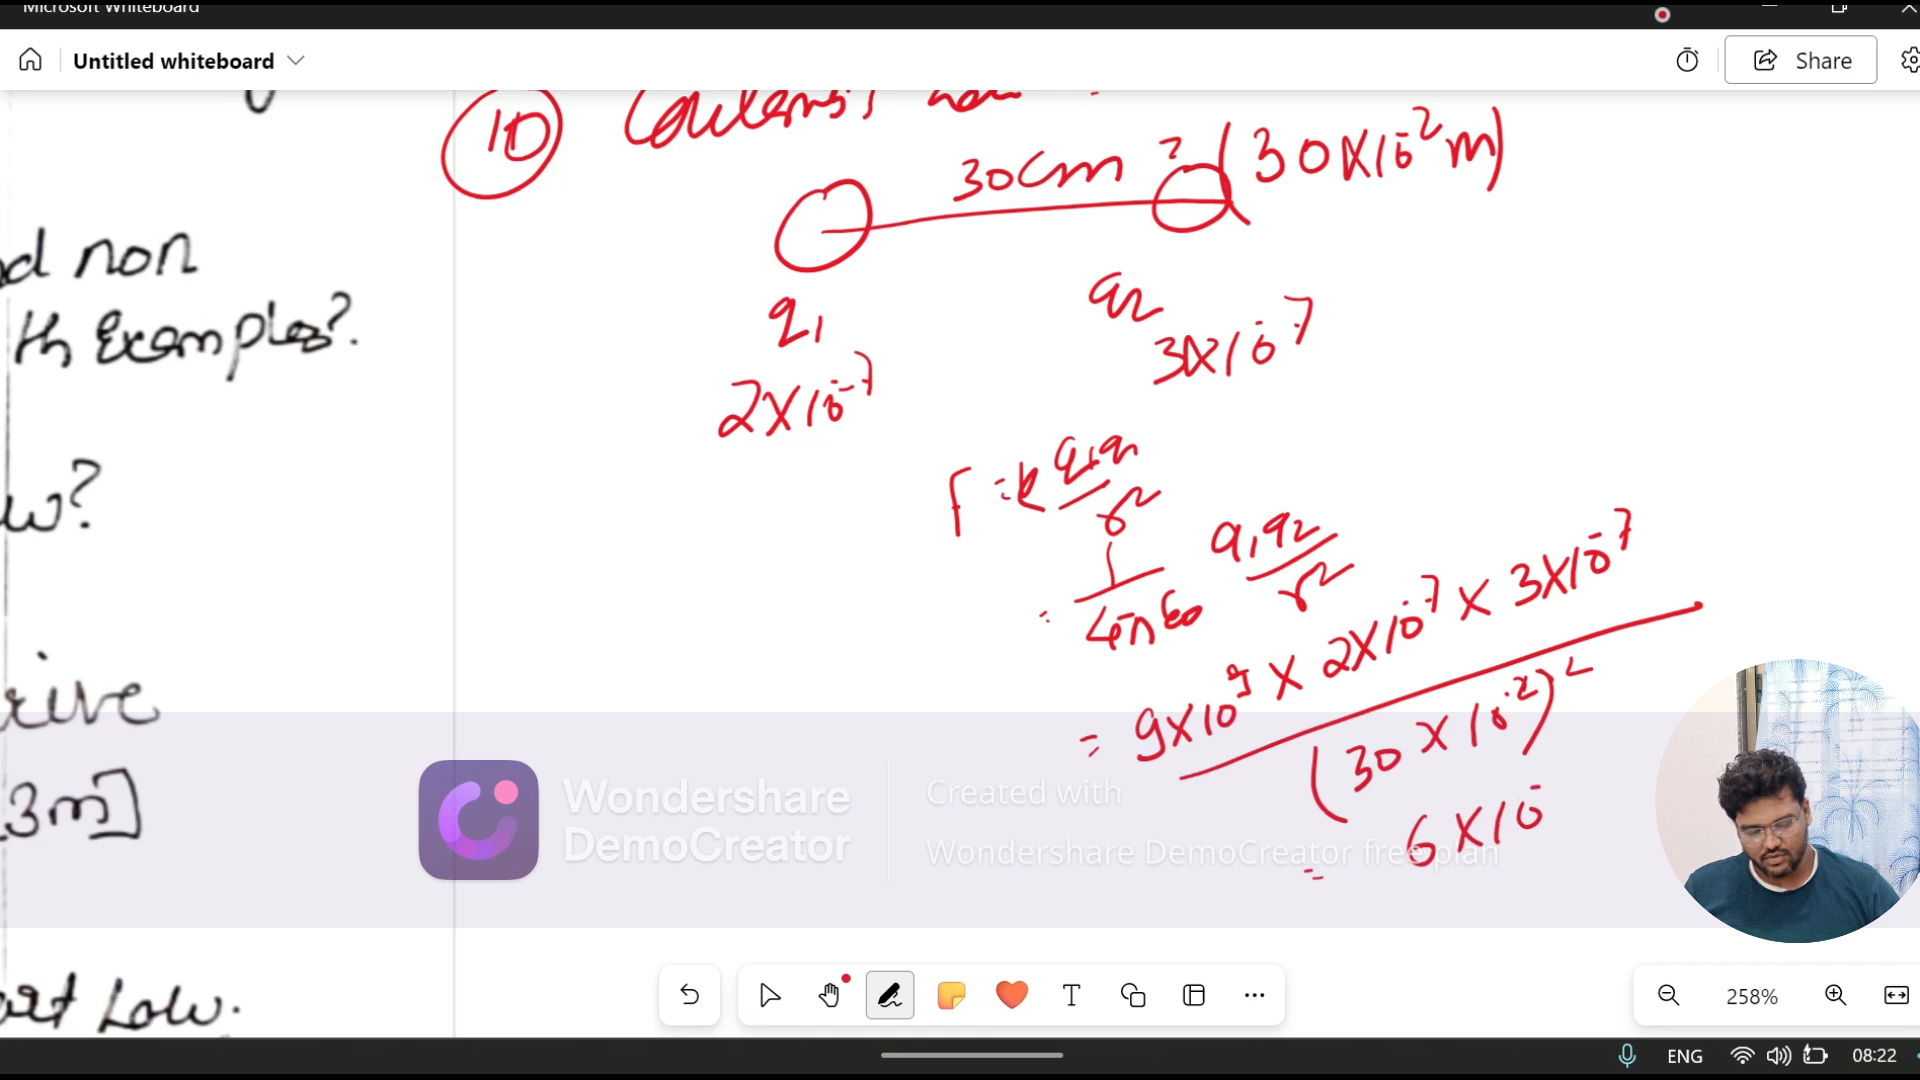 Microsoft Whiteboard
Untitled whiteboard
Share
10
30cm (30×10⁻²m)
non
th Examples?
q₁
q₂
2×10⁻⁷
3×10⁻⁷
w?
F = k q₁q₂/r²
= 1/4πε₀ q₁q₂/r²
rive
3m]
= 9×10⁹ × 2×10⁻⁷ × 3×10⁻⁷
(30 × 10⁻²)²
= 6×10⁻
Wondershare
DemoCreator
Created with
Wondershare DemoCreator free plan
Law.
T
258%
ENG
08:22